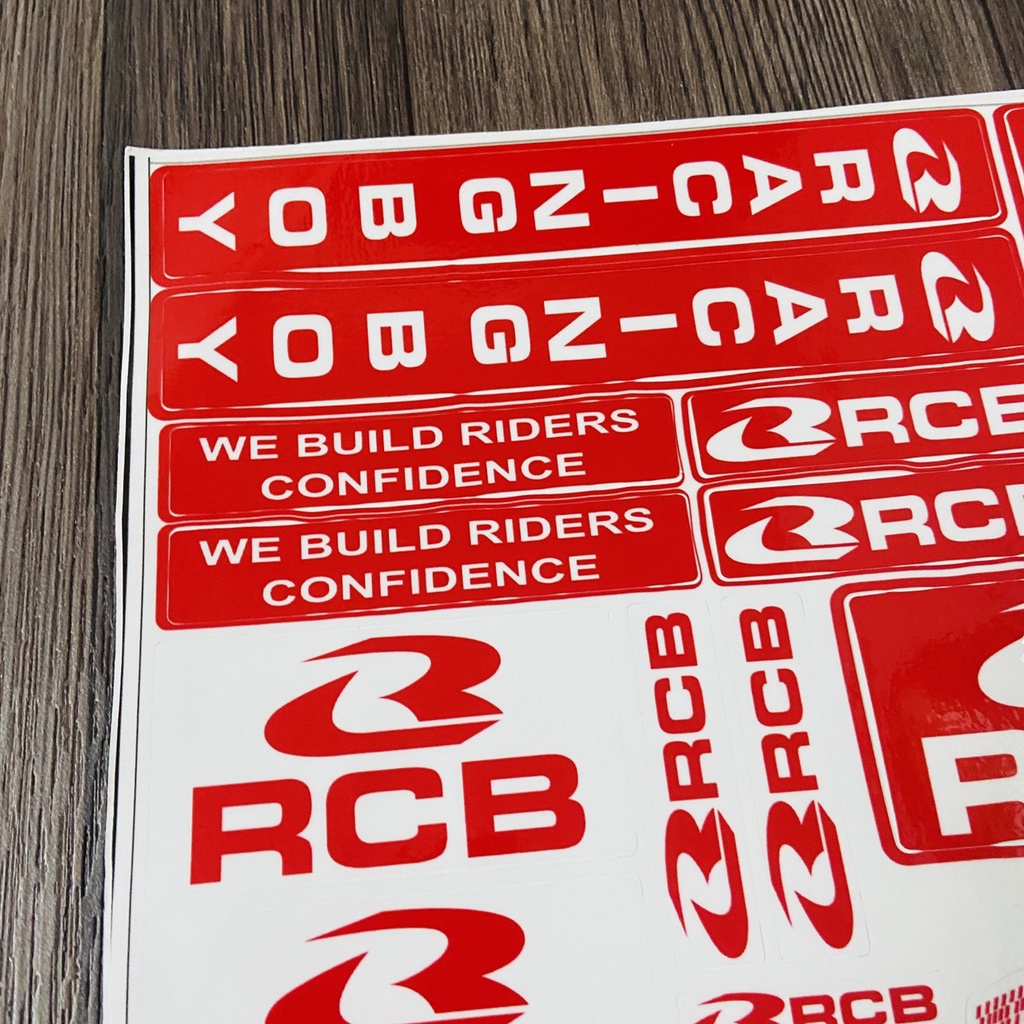 RACING BOY
RACING BOY
WE BUILD RIDERS
CONFIDENCE
RCB
WE BUILD RIDERS
CONFIDENCE
RCB
RCB
RCB
RCB
R
RCB